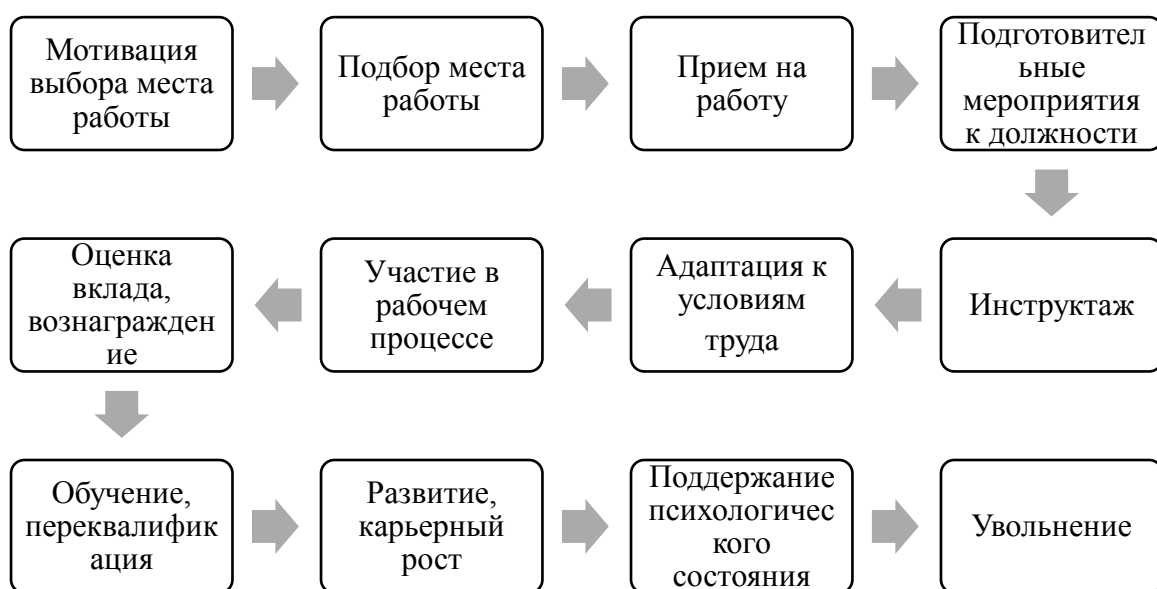 Мотивация
выбора места
работы
Подбор места
работы
Прием на
работу
Подготовител
ьные
мероприятия
к должности
Инструктаж
Адаптация к
условиям
труда
Участие в
рабочем
процессе
Оценка
вклада,
вознагражден
ие
Обучение,
переквалифик
ация
Развитие,
карьерный
рост
Поддержание
психологичес
кого
состояния
Увольнение